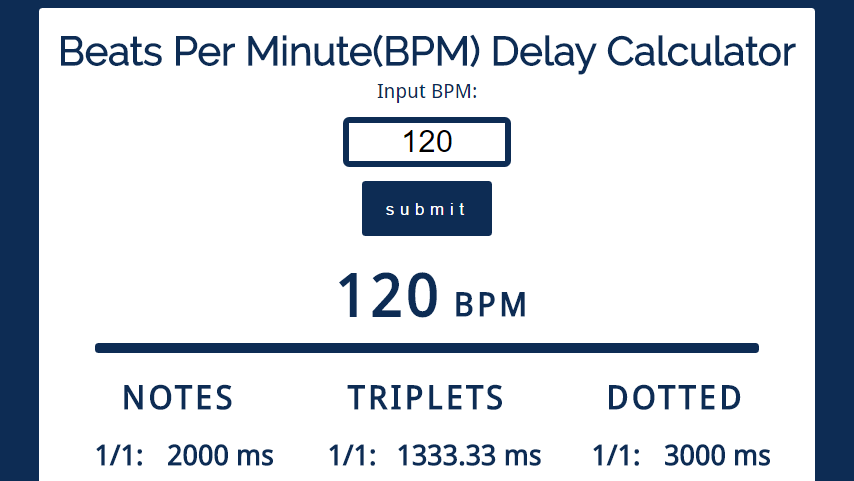 Beats Per Minute(BPM) Delay Calculator
Input BPM:
120
submit
120 BPM
NOTES TRIPLETS DOTTED
1/1: 2000 ms 1/1: 1333.33 ms 1/1: 3000 ms